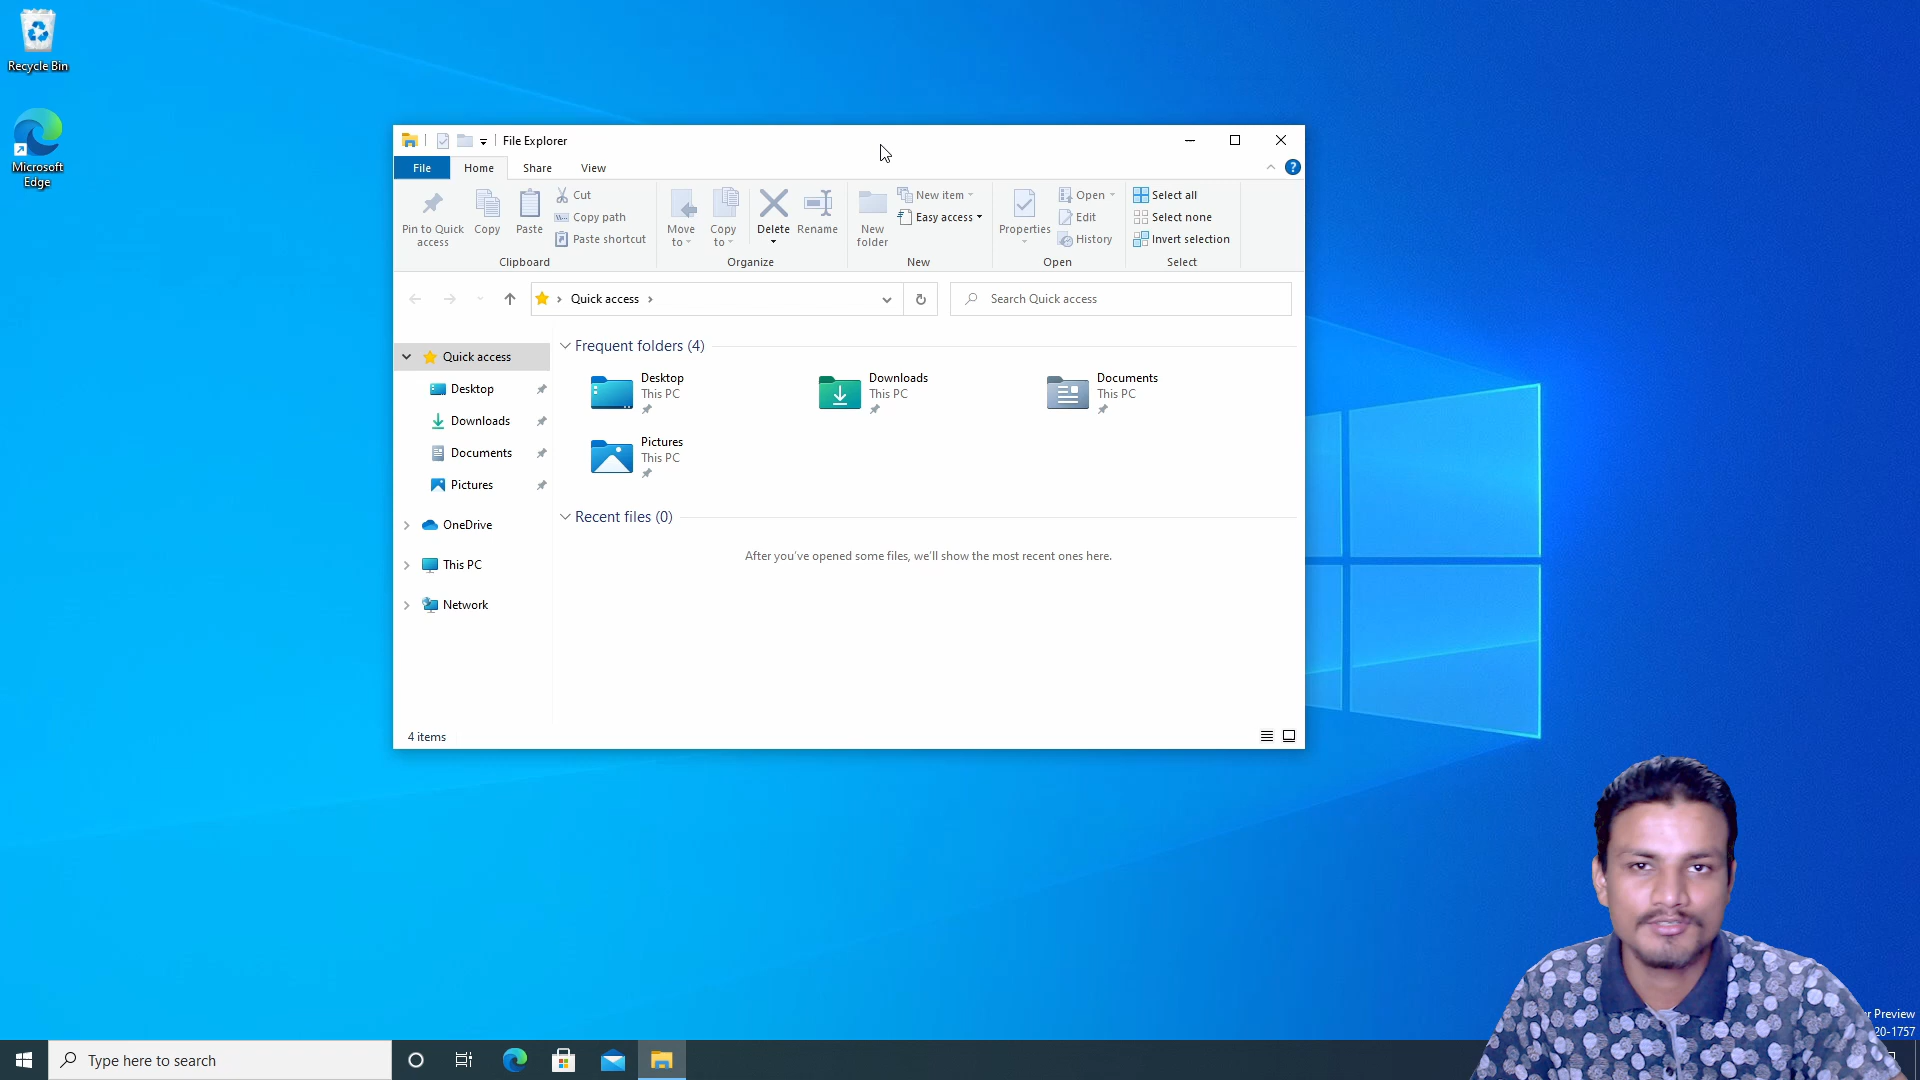 Recycle Bin
Microsoft
Edge
File Explorer
File
Home
Share
View
Pin to Quick
access
Copy
Paste
Cut
Copy path
Paste shortcut
Clipboard
Move
to
Copy
to
Delete
Rename
Organize
New
folder
New item
Easy access
New
Properties
Open
Edit
History
Open
Select all
Select none
Invert selection
Select
Quick access
Search Quick access
Quick access
Desktop
Downloads
Documents
Pictures
OneDrive
This PC
Network
Frequent folders (4)
Desktop
This PC
Downloads
This PC
Documents
This PC
Pictures
This PC
Recent files (0)
After you've opened some files, we'll show the most recent ones here.
4 items
Preview
20-1757
Type here to search